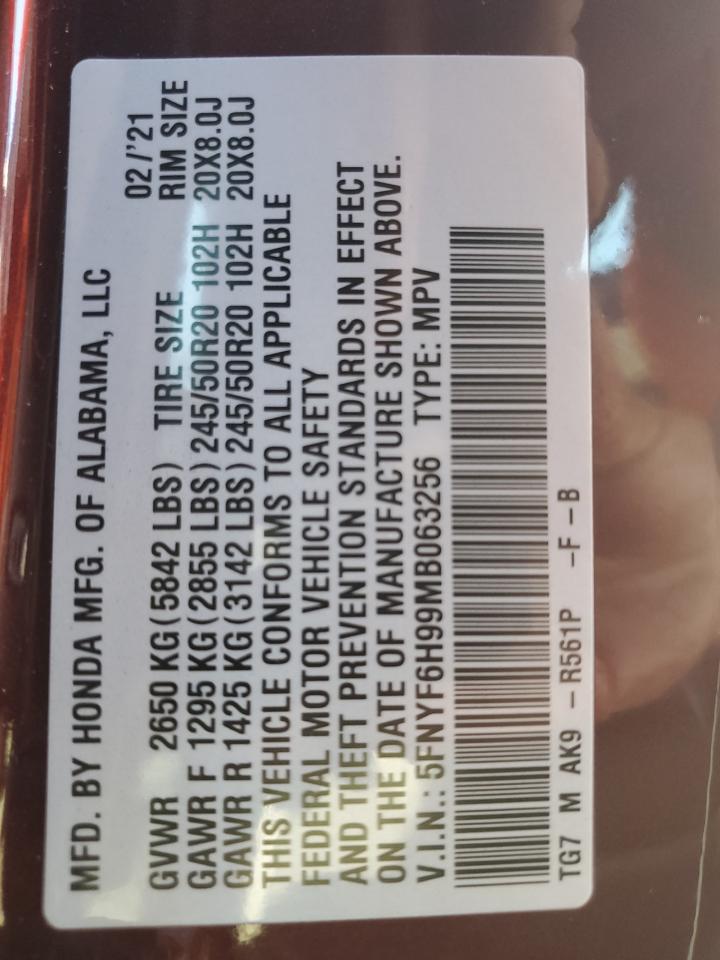 MFD. BY HONDA MFG. OF ALABAMA, LLC 02/'21
GVWR 2650 KG(5842 LBS) TIRE SIZE RIM SIZE
GAWR F 1295 KG(2855 LBS)245/50R20 102H 20X8.0J
GAWR R 1425 KG(3142 LBS)245/50R20 102H 20X8.0J
THIS VEHICLE CONFORMS TO ALL APPLICABLE
FEDERAL MOTOR VEHICLE SAFETY
AND THEFT PREVENTION STANDARDS IN EFFECT
ON THE DATE OF MANUFACTURE SHOWN ABOVE.
V.I.N.: 5FNYF6H99MB063256 TYPE: MPV
TG7 M AK9 -R561P -F-B